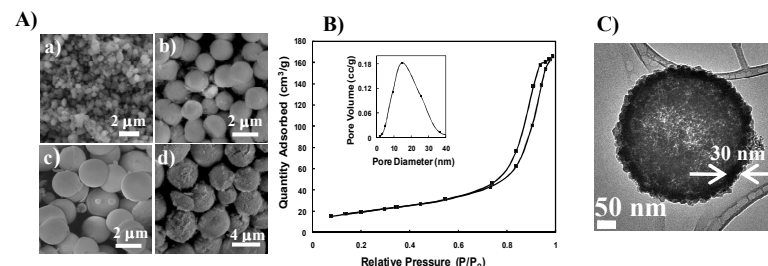 A)
a)
2 μm
b)
2 μm
c)
2 μm
d)
4 μm
B)
Quantity Adsorbed (cm³/g)
180
160
140
120
100
80
60
40
20
0
0
0.2
0.4
0.6
0.8
1
Relative Pressure (P/P₀)
Pore Volume (cc/g)
0.18
0.12
0.06
0
0
10
20
30
40
Pore Diameter (nm)
C)
30 nm
50 nm